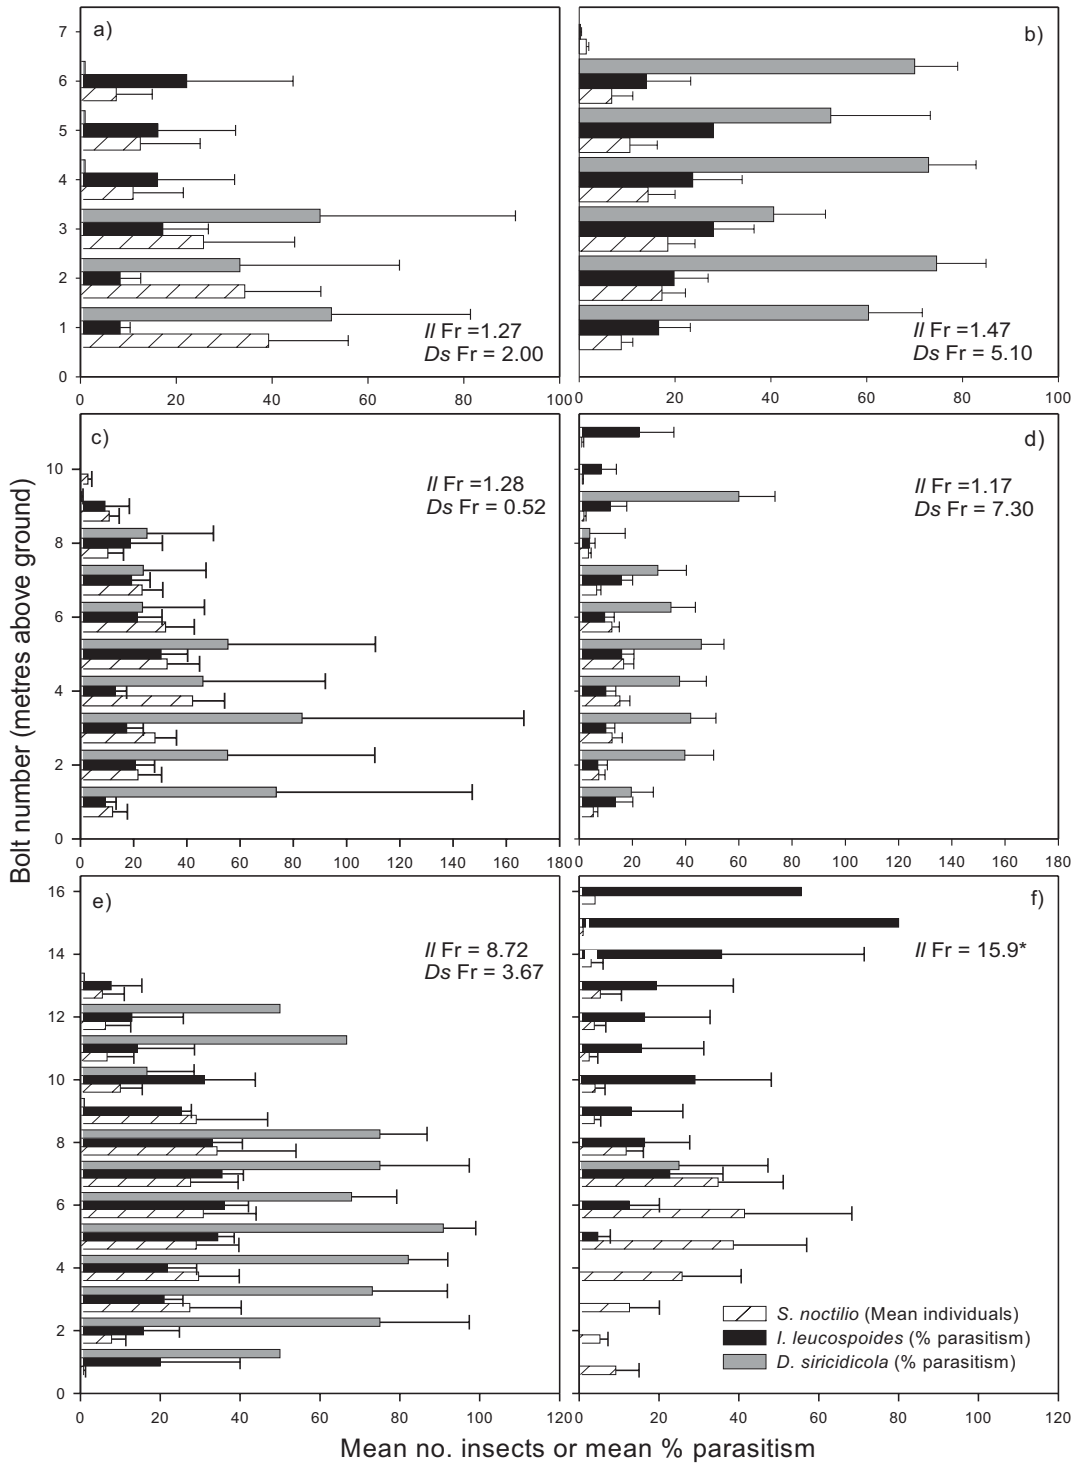 a)
7
6
5
4
3
2
1
0
Il Fr =1.27
Ds Fr = 2.00
0 20 40 60 80 100
b)
Il Fr =1.47
Ds Fr = 5.10
0 20 40 60 80 100
c)
10
8
6
4
2
0
Il Fr =1.28
Ds Fr = 0.52
0 20 40 60 80 100 120 140 160 180
d)
Il Fr =1.17
Ds Fr = 7.30
0 20 40 60 80 100 120 140 160 180
Bolt number (metres above ground)
e)
16
14
12
10
8
6
4
2
0
Il Fr = 8.72
Ds Fr = 3.67
0 20 40 60 80 100 120
f)
Il Fr = 15.9*
S. noctilio (Mean individuals)
I. leucospoides (% parasitism)
D. siricidicola (% parasitism)
0 20 40 60 80 100 120
Mean no. insects or mean % parasitism